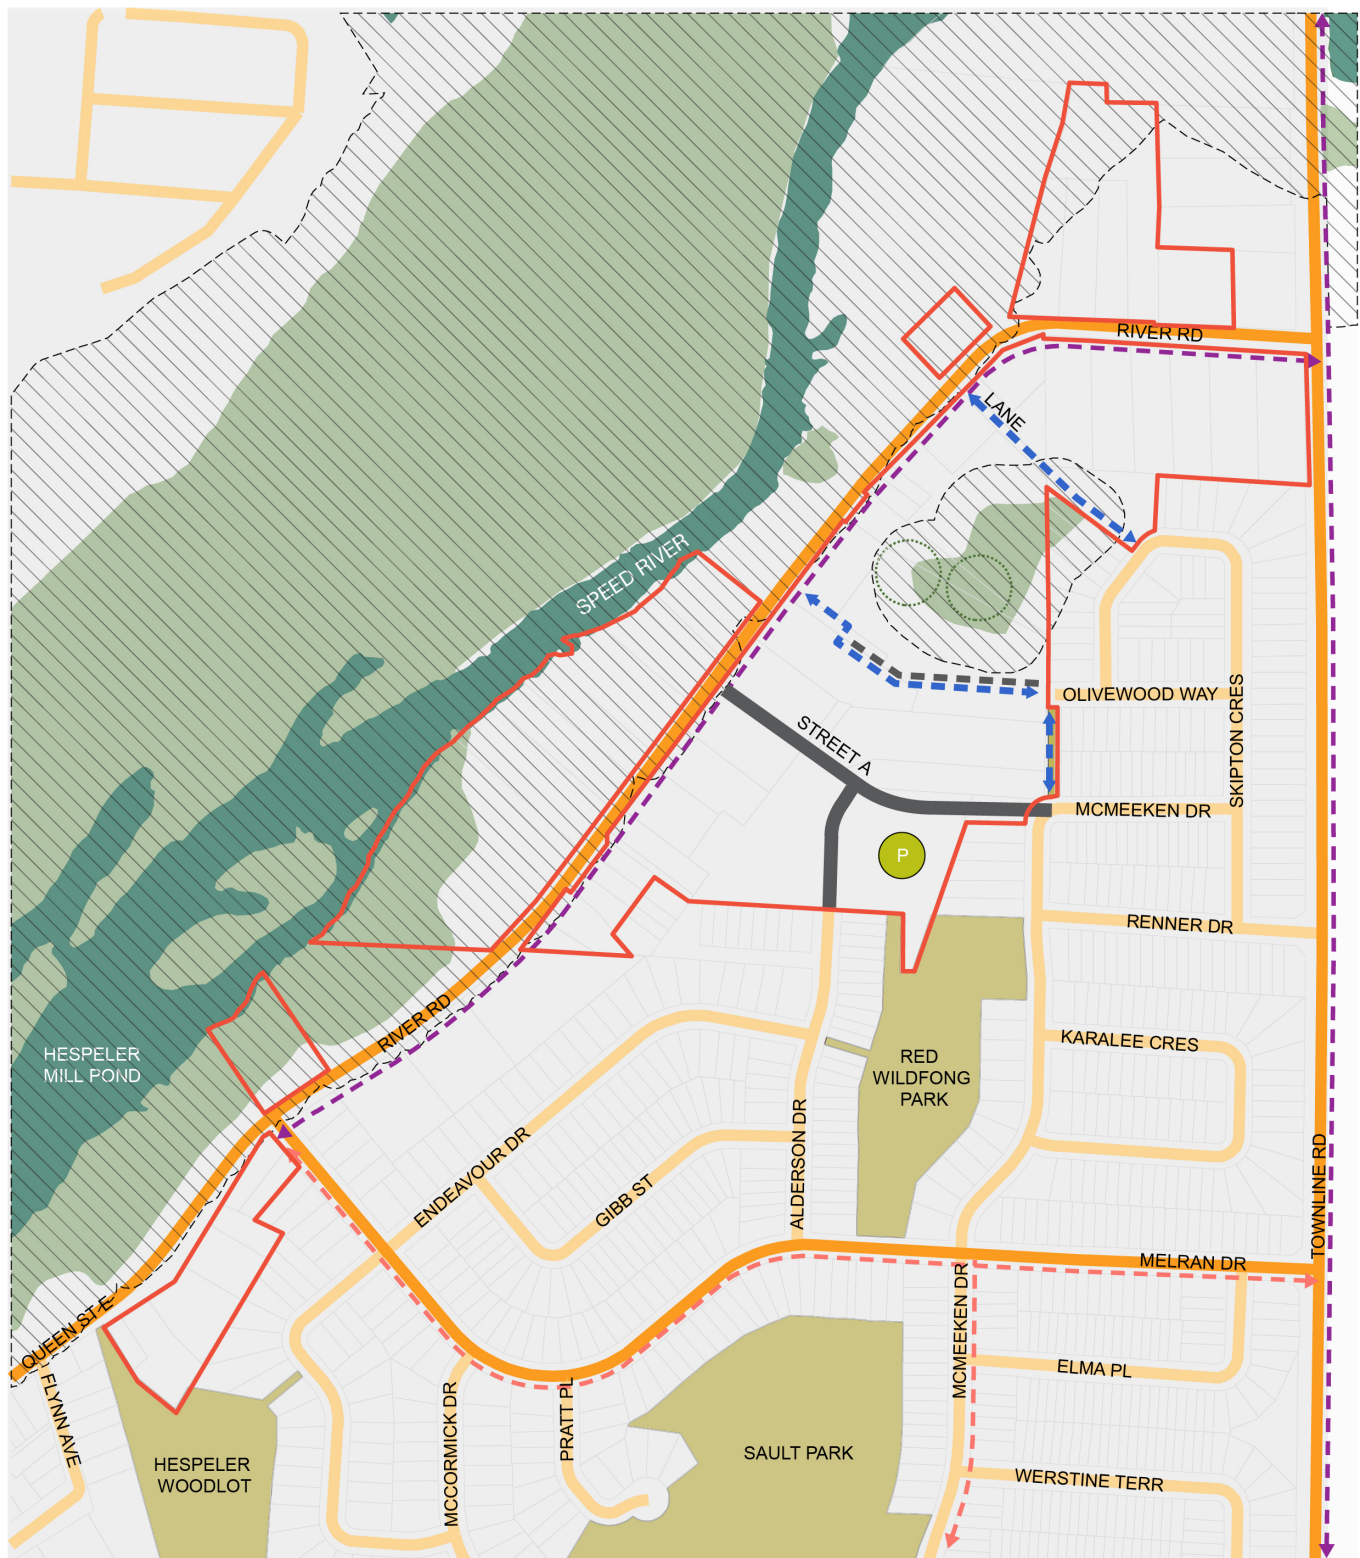 RIVER RD
LANE
SPEED RIVER
OLIVEWOOD WAY
SKIPTON CRES
STREET A
MCMEEKEN DR
P
RENNER DR
RIVER RD
HESPELER
MILL POND
RED
WILDFONG
PARK
KARALEE CRES
ENDEAVOUR DR
GIBB ST
ALDERSON DR
TOWNLINE RD
MELRAN DR
QUEEN ST E
FLYNN AVE
MCCORMICK DR
PRATT PL
MCMEEKEN DR
ELMA PL
SAULT PARK
HESPELER
WOODLOT
WERSTINE TERR